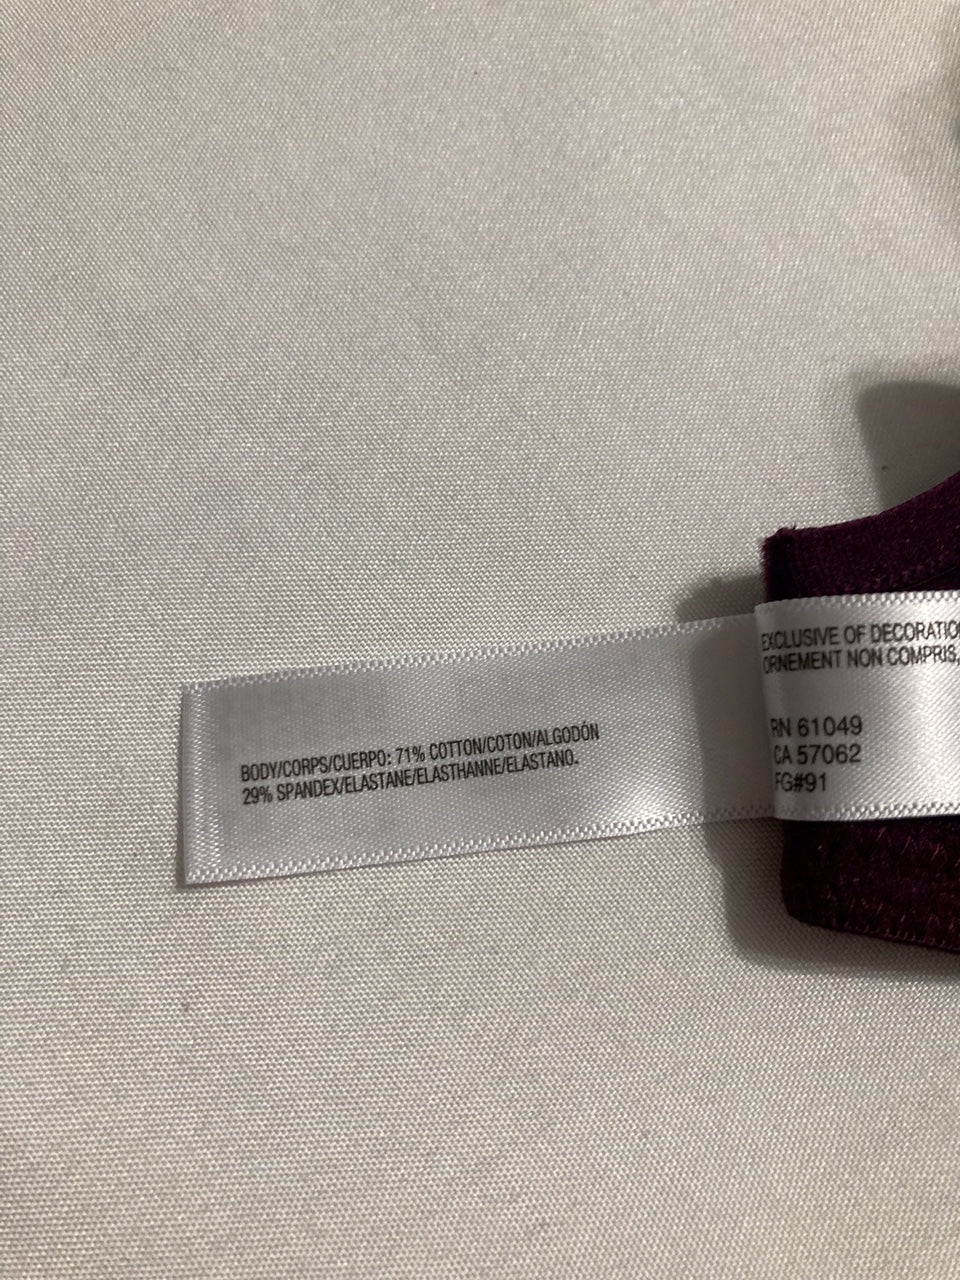 BODY/CORPS/CUERPO: 71% COTTON/COTON/ALGODÓN
29% SPANDEX/ELASTANE/ELASTHANNE/ELASTANO.
EXCLUSIVE OF DECORATIO
ORNEMENT NON COMPRIS,
RN 61049
CA 57062
FG#91